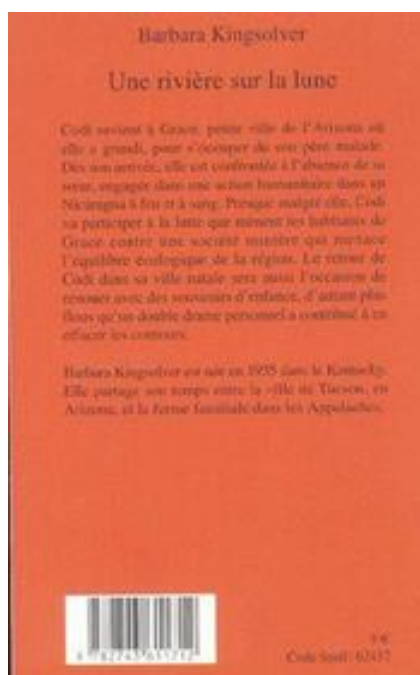 Barbara Kingsolver
Une rivière sur la lune
Codi revient à Grace, petite ville de l'Arizona où
elle a grandi, pour s'occuper de son père malade.
Dès son arrivée, elle est confrontée à l'absence de sa
sœur, engagée dans une action humanitaire dans un
Nicaragua à feu et à sang. Presque malgré elle, Codi
va participer à la lutte que mènent les habitants de
Grace contre une société minière qui menace
l'équilibre écologique de la région. Le retour de
Codi dans sa ville natale sera aussi l'occasion de
renouer avec des souvenirs d'enfance, d'autant plus
flous qu'un double drame personnel a contribué à en
effacer les contours.
Barbara Kingsolver est née en 1955 dans le Kentucky.
Elle partage son temps entre la ville de Tucson, en
Arizona, et la ferme familiale dans les Appalaches.
€
Code Seuil: